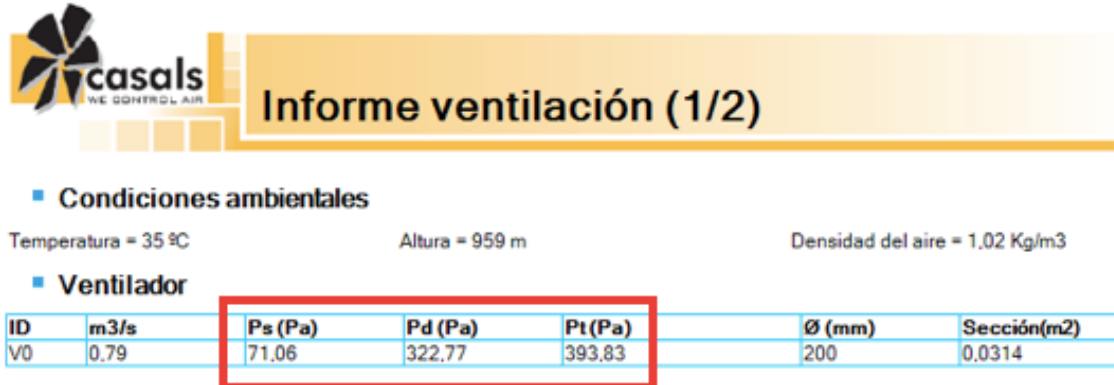 casals
WE CONTROL AIR
Informe ventilación (1/2)
Condiciones ambientales
Temperatura = 35 ºC Altura = 959 m Densidad del aire = 1,02 Kg/m3
Ventilador
ID m3/s Ps (Pa) Pd (Pa) Pt (Pa) Ø (mm) Sección(m2)
V0 0,79 71,06 322,77 393,83 200 0,0314